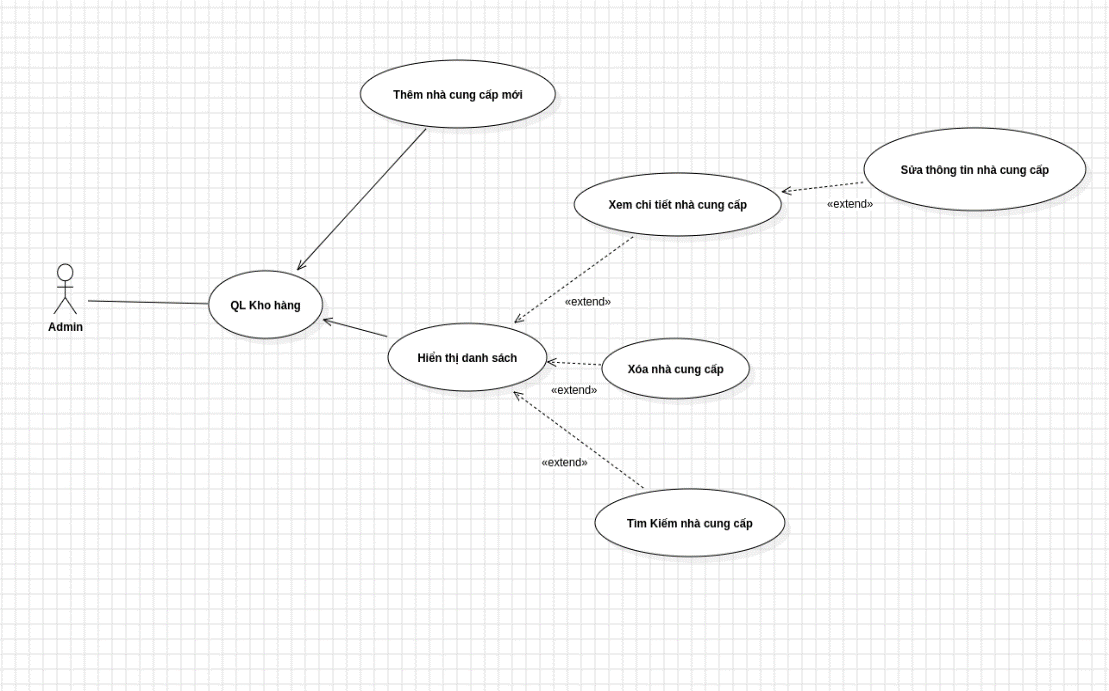 Thêm nhà cung cấp mới
Sửa thông tin nhà cung cấp
Xem chi tiết nhà cung cấp
«extend»
«extend»
QL Kho hàng
Admin
Hiển thị danh sách
Xóa nhà cung cấp
«extend»
«extend»
Tìm Kiếm nhà cung cấp